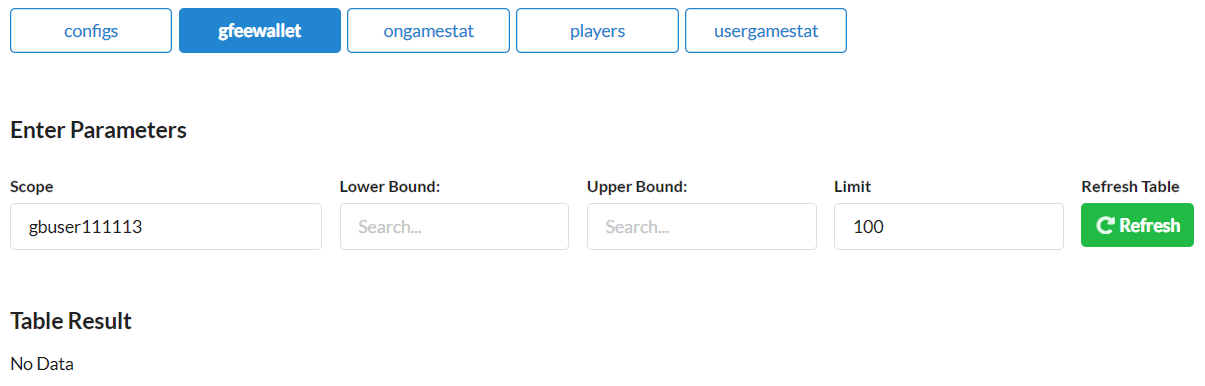 configs gfeewallet ongamestat players usergamestat
Enter Parameters
Scope Lower Bound: Upper Bound: Limit Refresh Table
gbuser111113 Search... Search... 100 Refresh
Table Result
No Data